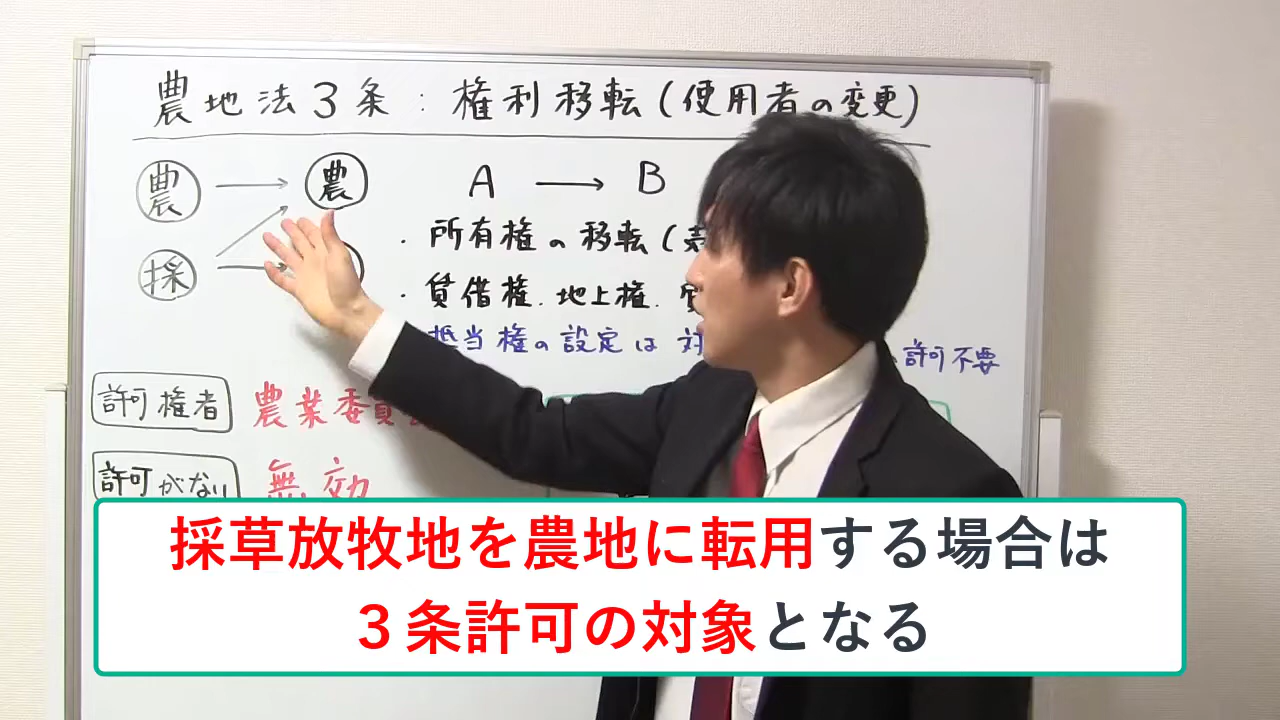 農地法3条:権利移転(使用者の変更)
農 → 農
A → B
採 →
・所有権の移転(売
・賃借権.地上権.
抵当権の設定は対
許可不要
許可権者
農業委員
許可がない
無効
採草放牧地を農地に転用する場合は
３条許可の対象となる